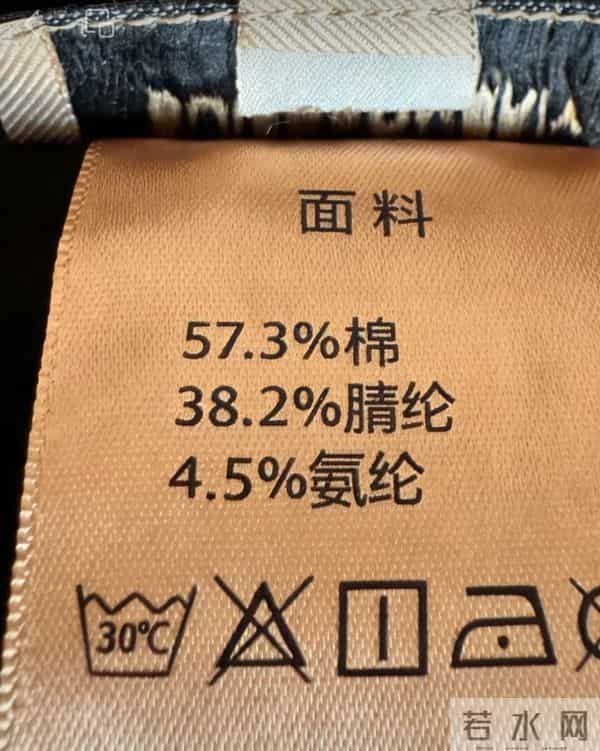 面料
57.3%棉
38.2%腈纶
4.5%氨纶
30℃
若水网